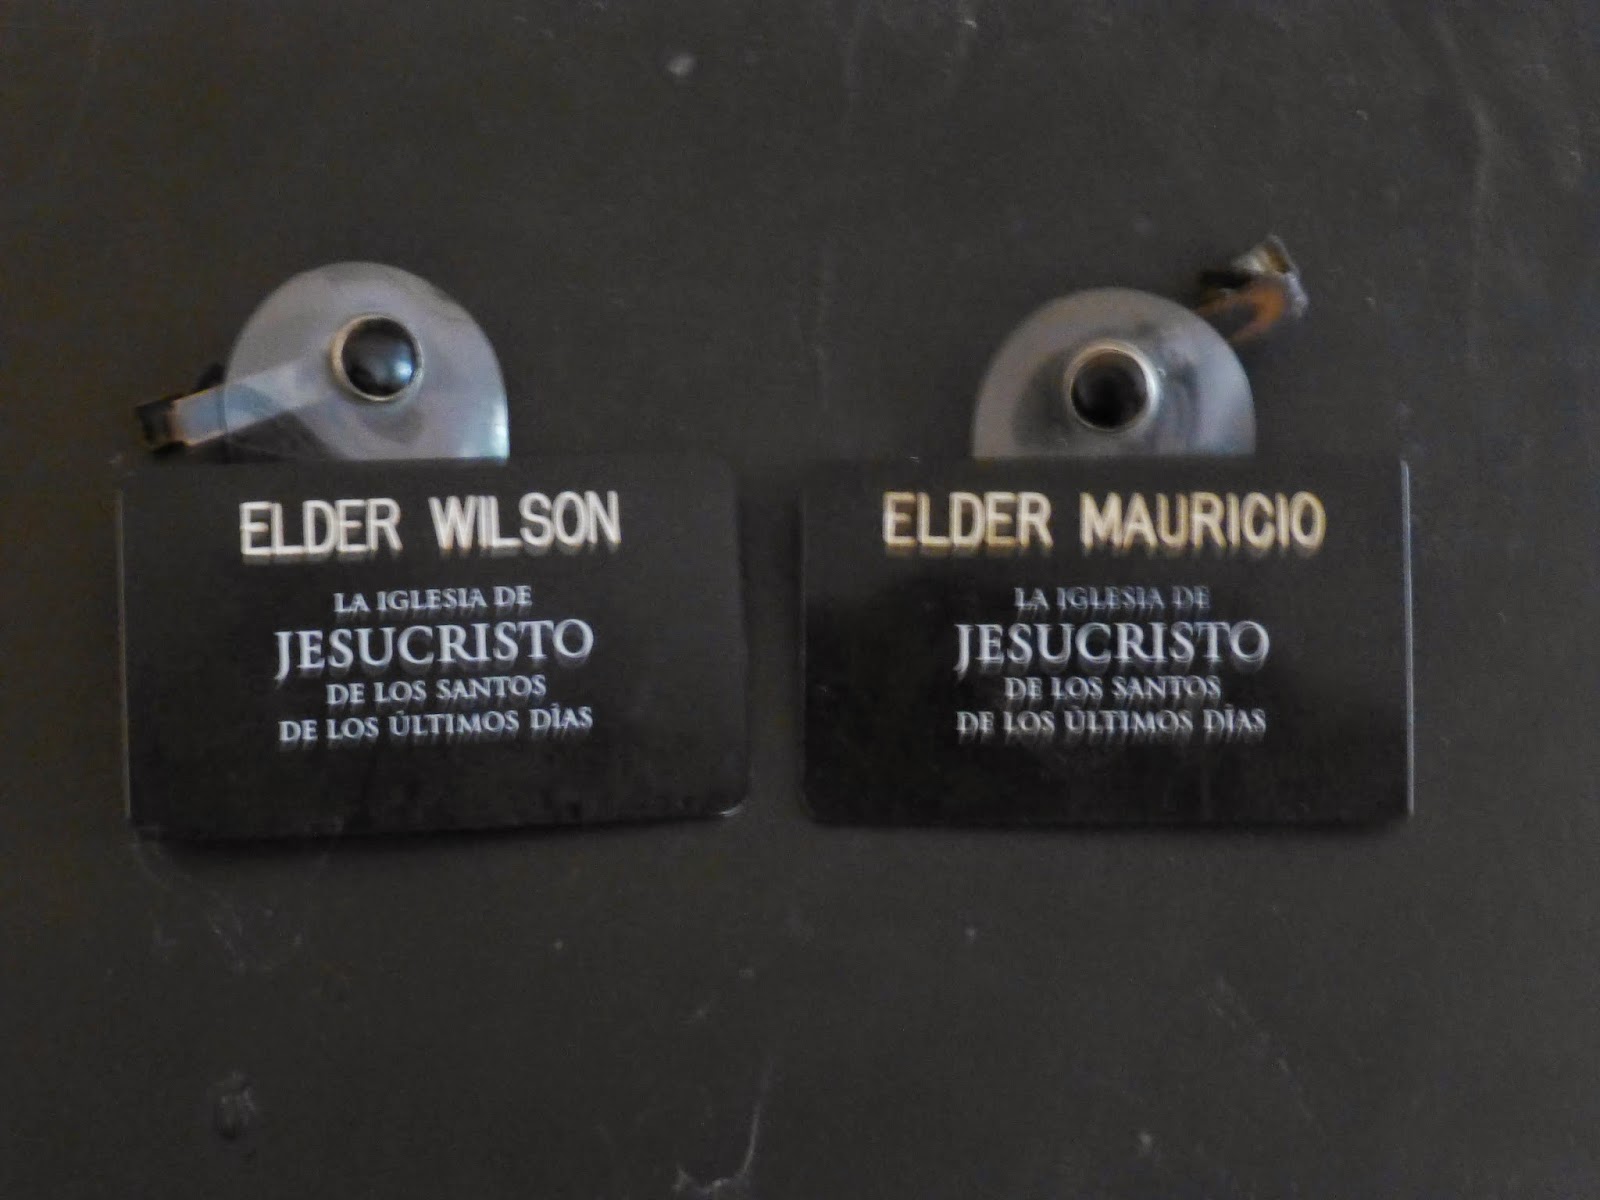 ELDER WILSON
LA IGLESIA DE
JESUCRISTO
DE LOS SANTOS
DE LOS ÚLTIMOS DÍAS
ELDER MAURICIO
LA IGLESIA DE
JESUCRISTO
DE LOS SANTOS
DE LOS ÚLTIMOS DÍAS